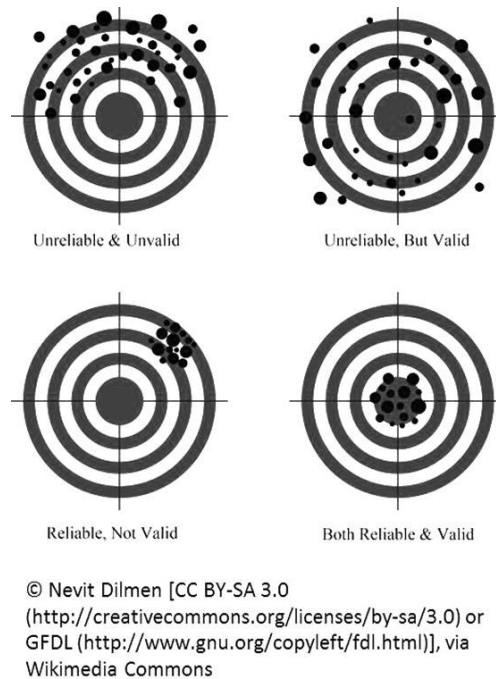 Unreliable & Unvalid
Unreliable, But Valid
Reliable, Not Valid
Both Reliable & Valid
© Nevit Dilmen [CC BY-SA 3.0
(http://creativecommons.org/licenses/by-sa/3.0) or
GFDL (http://www.gnu.org/copyleft/fdl.html)], via
Wikimedia Commons